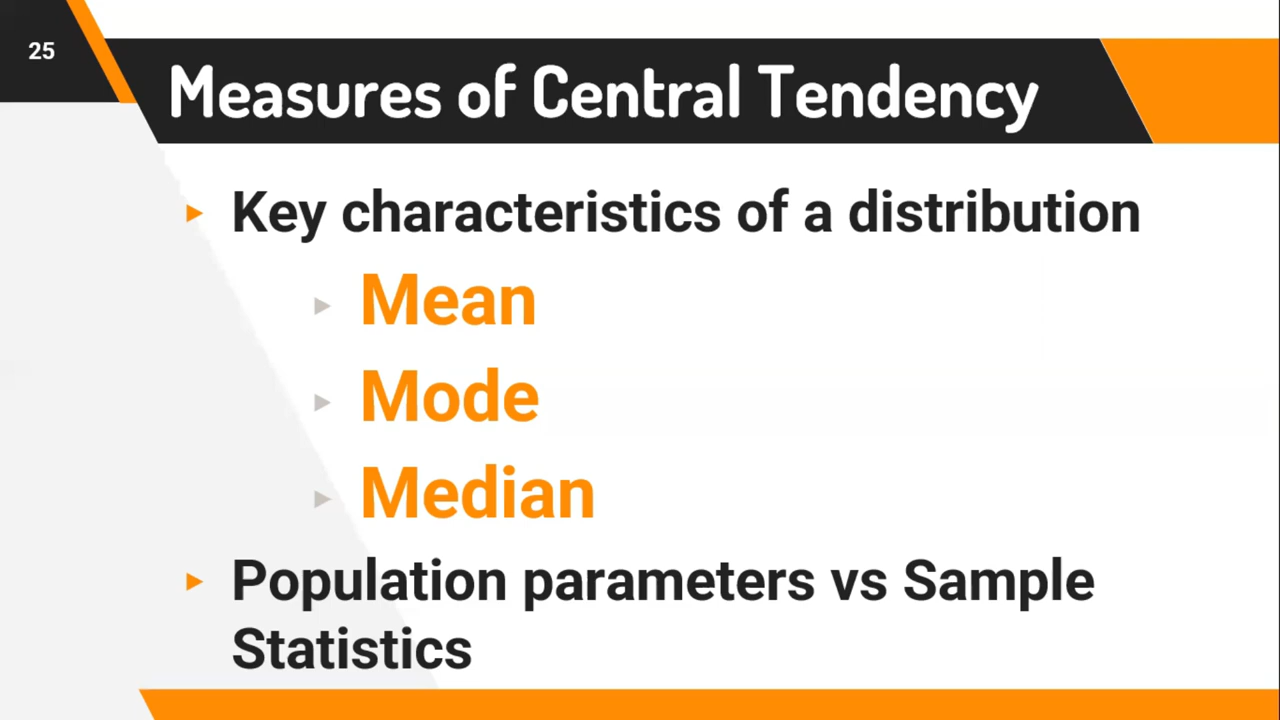 25
Measures of Central Tendency
Key characteristics of a distribution
Mean
Mode
Median
Population parameters vs Sample
Statistics